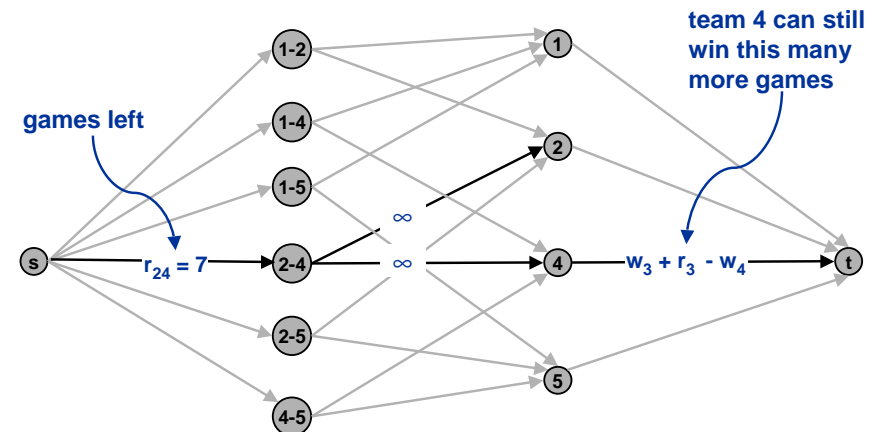 team 4 can still
win this many
more games
games left
1-2
1
1-4
2
1-5
∞
s
r24 = 7
2-4
∞
4
w3 + r3 - w4
t
2-5
5
4-5